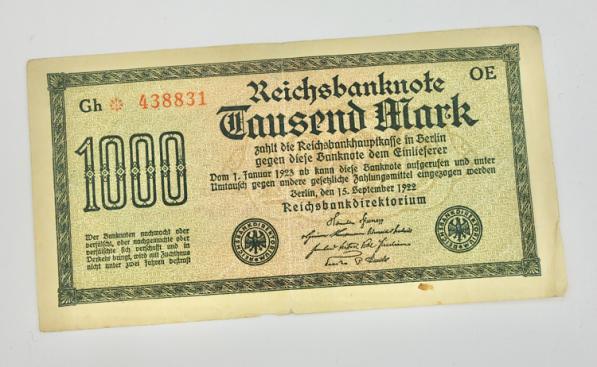 Gh * 438831
Reichsbanknote
OE
Tausend Mark
1000
zahlt die Reichsbankhauptkasse in Berlin
gegen diese Banknote dem Einlieferer
Vom 1. Januar 1923 ab kann diese Banknote aufgerufen und unter
Umtausch gegen andere gesetzliche Zahlungsmittel eingezogen werden
Berlin, den 15. September 1922
Reichsbankdirektorium
Wer Banknoten nachmacht oder
verfälscht, oder nachgemachte oder
verfälschte sich verschafft und in
Verkehr bringt, wird mit Zuchthaus
nicht unter zwei Jahren bestraft